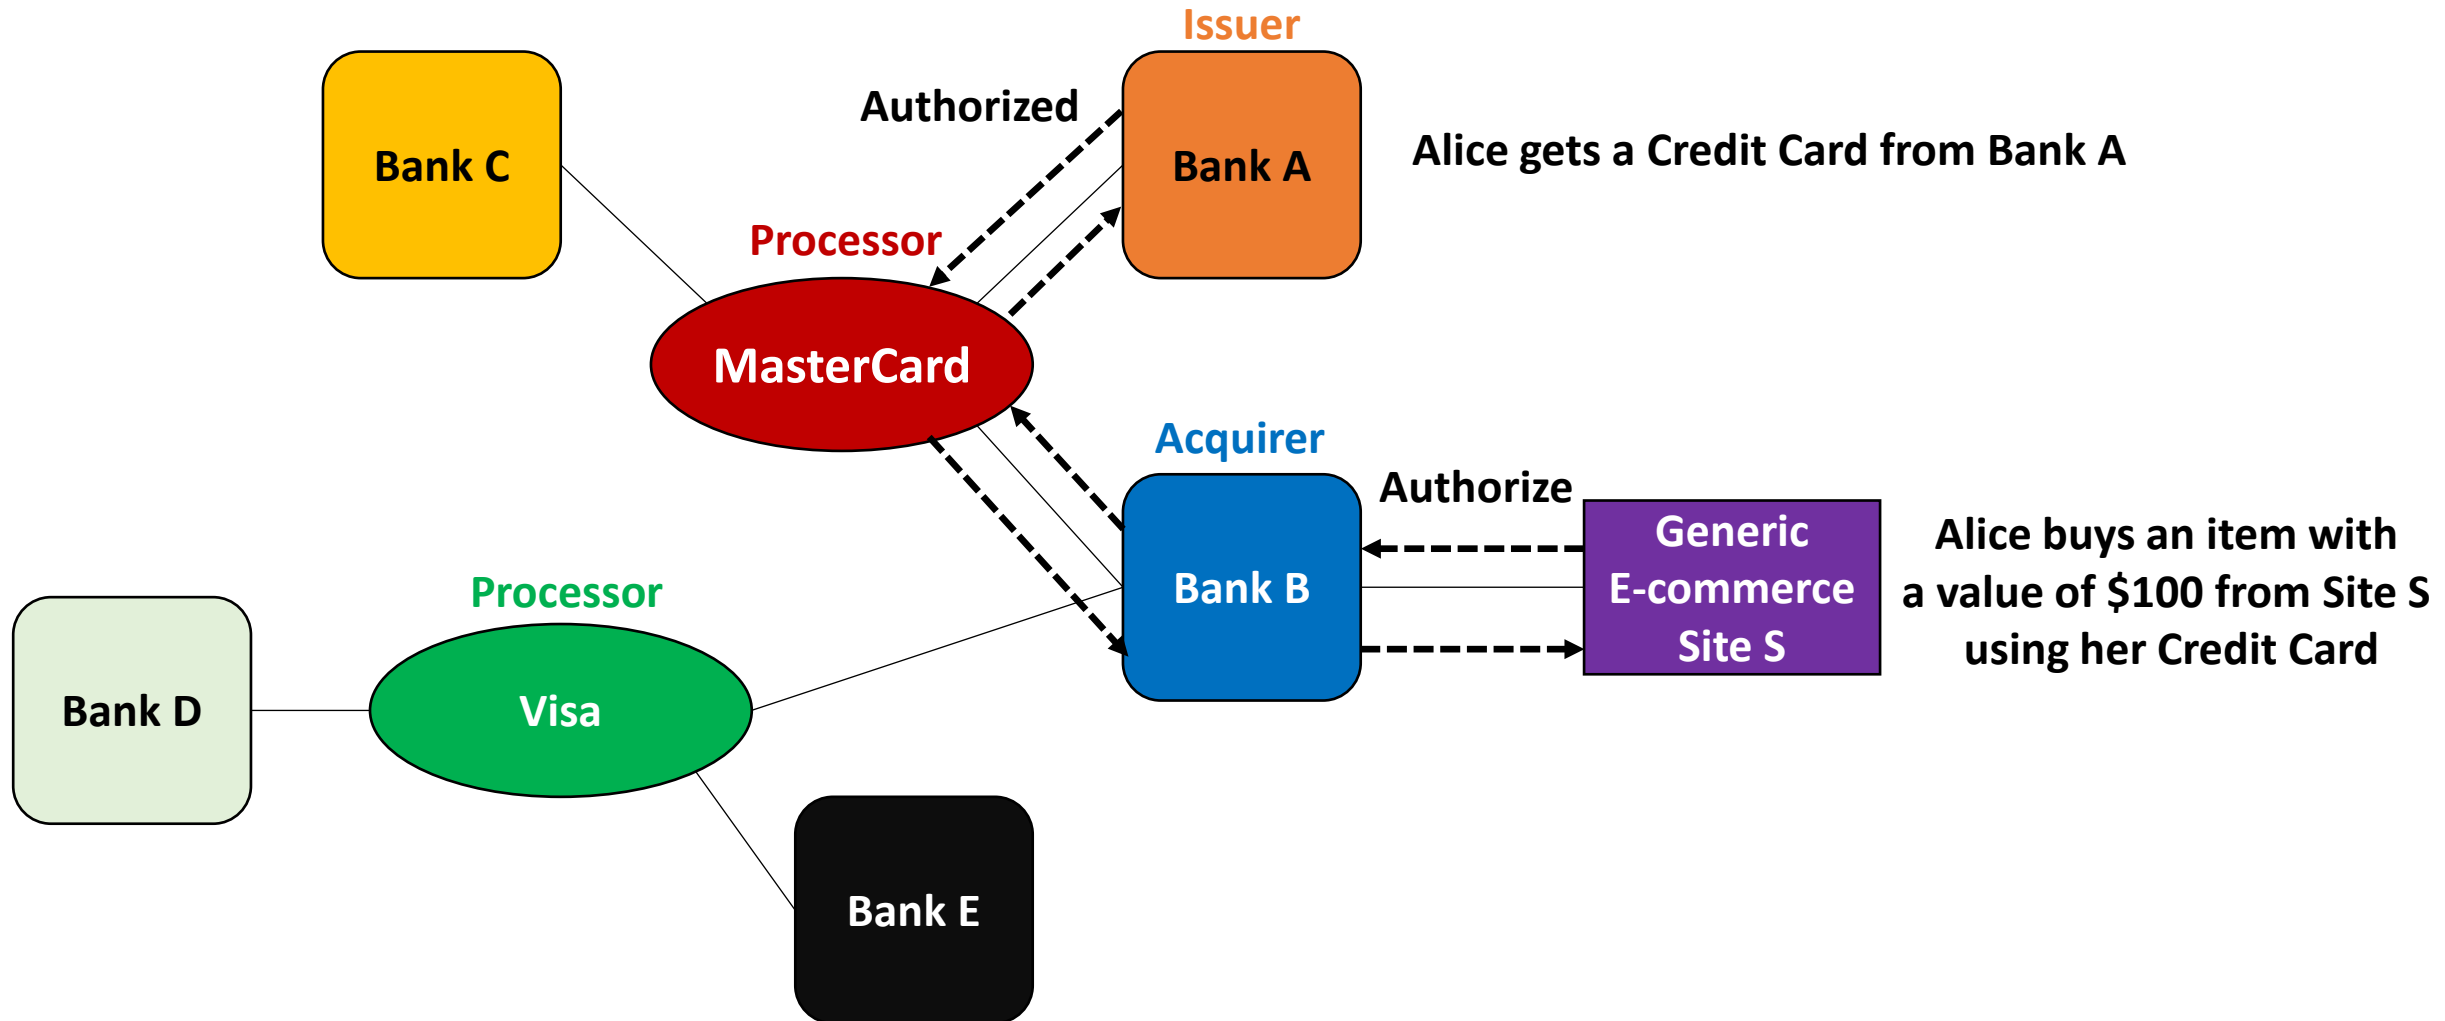 Issuer
Authorized
Bank C
Bank A
Alice gets a Credit Card from Bank A
Processor
MasterCard
Acquirer
Authorize
Generic
E-commerce
Site S
Alice buys an item with
a value of $100 from Site S
using her Credit Card
Bank B
Processor
Bank D
Visa
Bank E